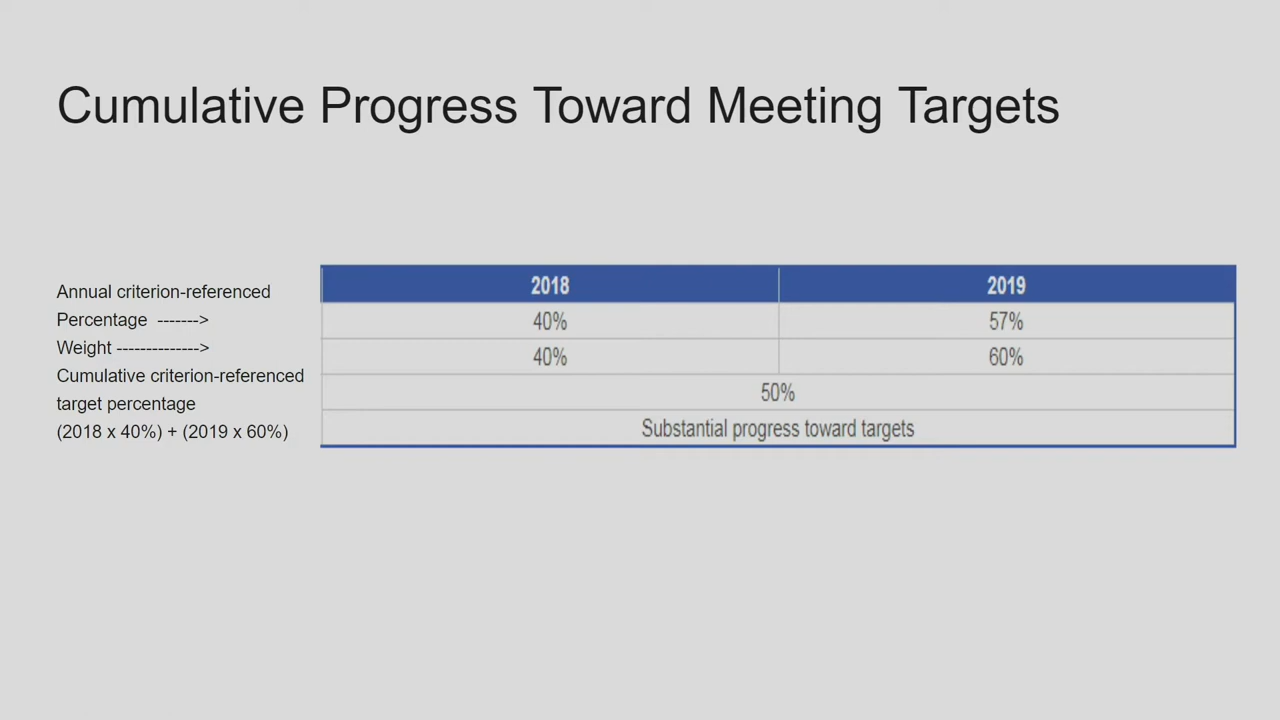 Cumulative Progress Toward Meeting Targets
Annual criterion-referenced
Percentage ------->
Weight -------------->
Cumulative criterion-referenced
target percentage
(2018 x 40%) + (2019 x 60%)
2018 2019
40% 57%
40% 60%
50%
Substantial progress toward targets